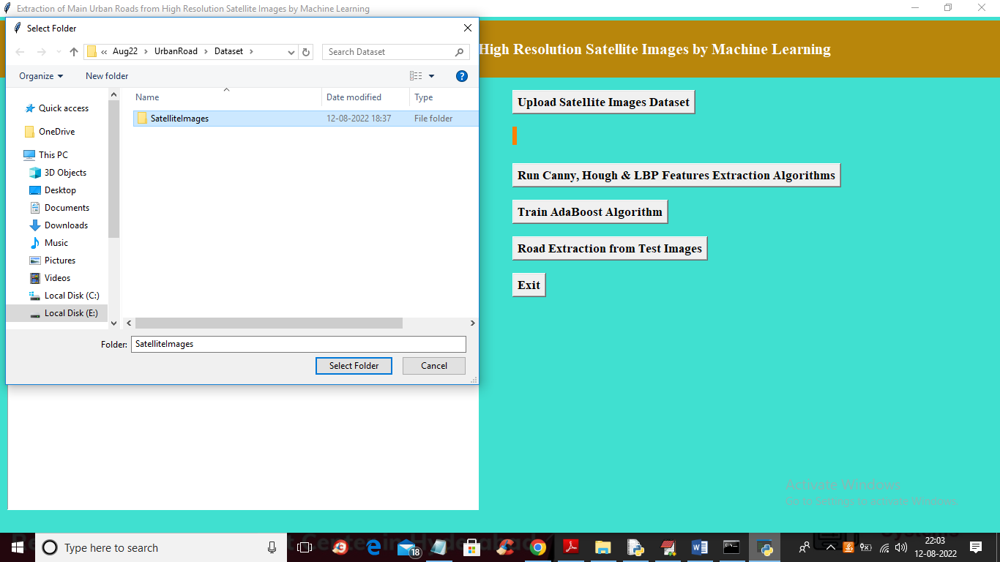 Extraction of Main Urban Roads from High Resolution Satellite Images by Machine Learning
Select Folder
« Aug22 > UrbanRoad > Dataset >
Search Dataset
Organize
New folder
?
Name
Date modified
Type
SatelliteImages
12-08-2022 18:37
File folder
Quick access
OneDrive
This PC
3D Objects
Desktop
Documents
Downloads
Music
Pictures
Videos
Local Disk (C:)
Local Disk (E:)
Folder: SatelliteImages
Select Folder
Cancel
High Resolution Satellite Images by Machine Learning
Upload Satellite Images Dataset
Run Canny, Hough & LBP Features Extraction Algorithms
Train AdaBoost Algorithm
Road Extraction from Test Images
Exit
Activate Windows
Go to Settings to activate Windows.
Type here to search
18
22:03
12-08-2022